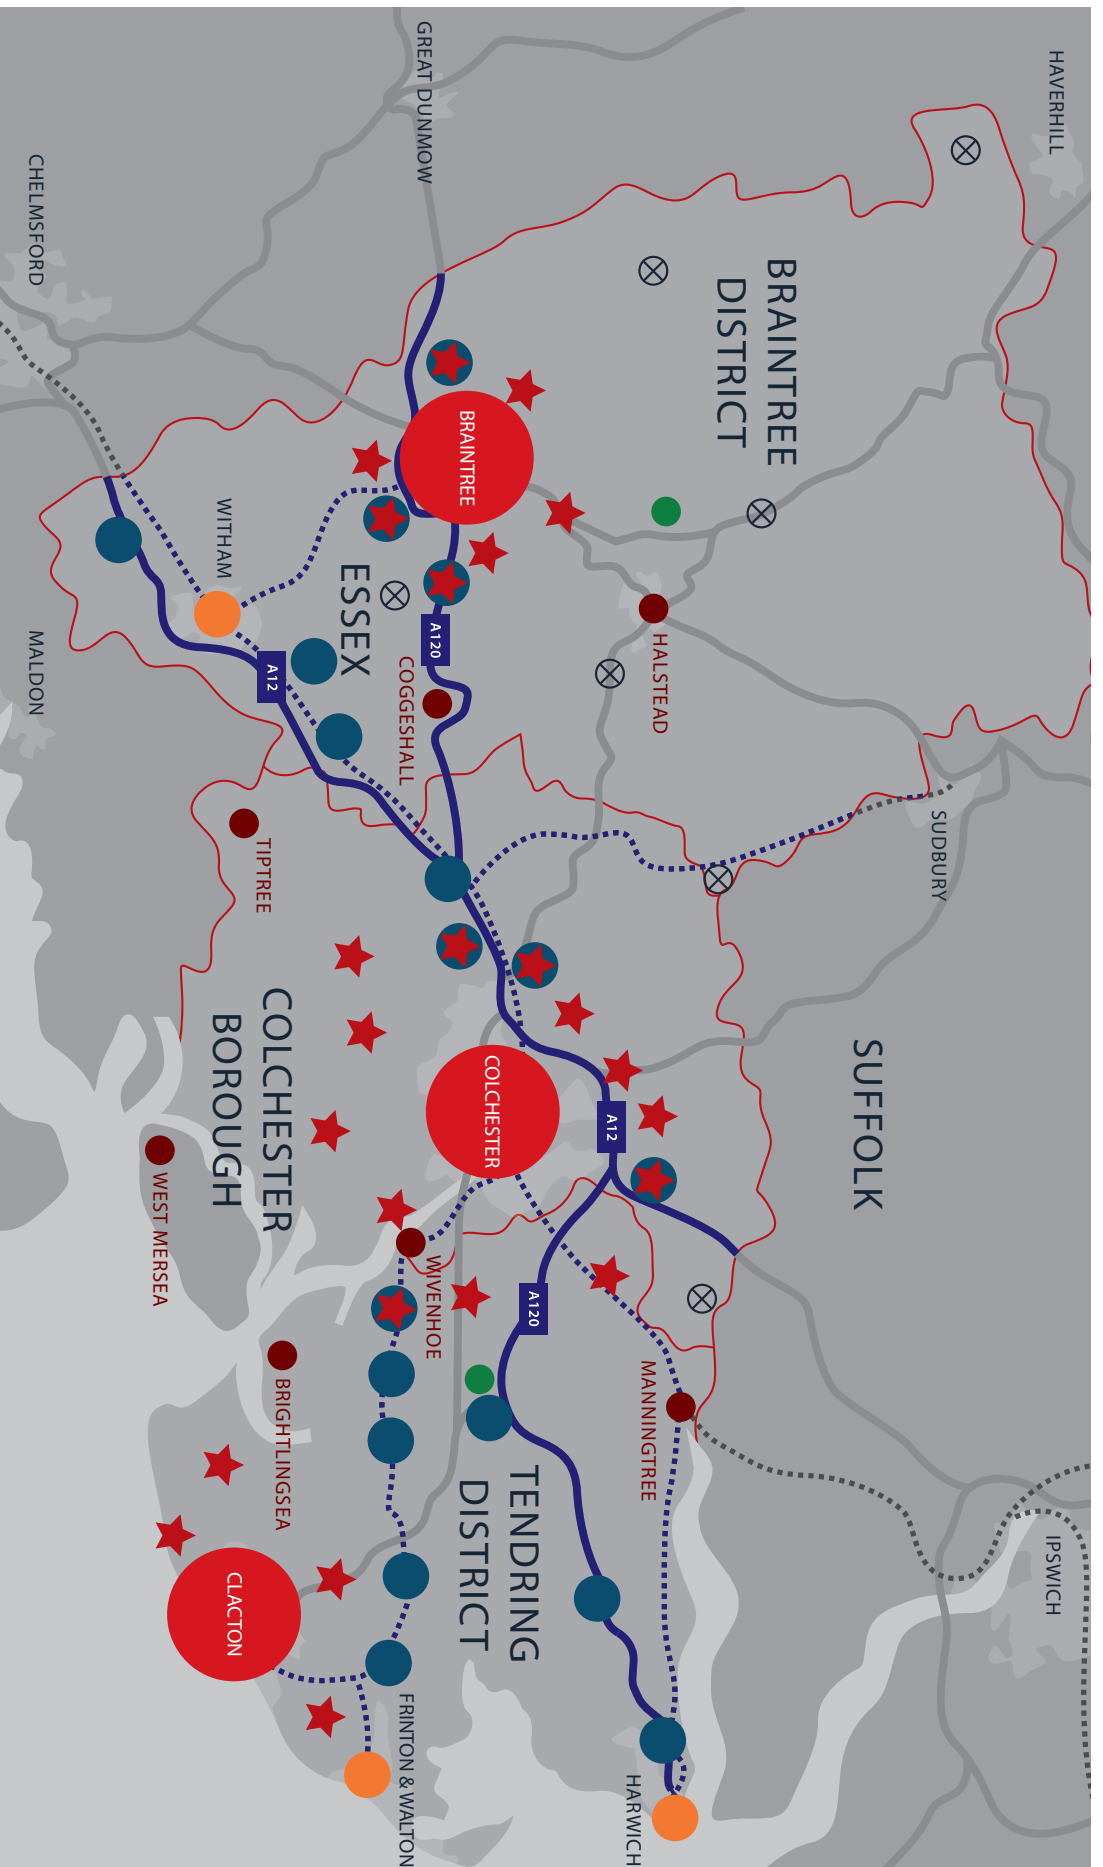 HAVERHILL
GREAT DUNMOW
CHELMSFORD
BRAINTREE
DISTRICT
BRAINTREE
WITHAM
ESSEX
A120
A12
COGGESHALL
HALSTEAD
MALDON
SUDBURY
TIPTREE
SUFFOLK
COLCHESTER
BOROUGH
COLCHESTER
A12
WEST MERSEA
WIVENHOE
A120
BRIGHTLINGSEA
MANNINGTREE
TENDRING
DISTRICT
IPSWICH
CLACTON
FRINTON & WALTON
HARWICH